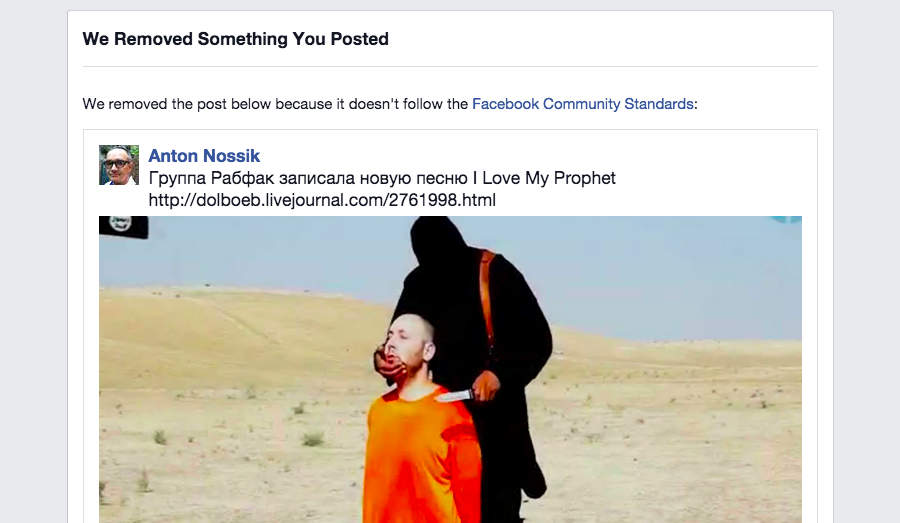 We Removed Something You Posted
We removed the post below because it doesn't follow the Facebook Community Standards:
Anton Nossik
Группа Рабфак записала новую песню I Love My Prophet
http://dolboeb.livejournal.com/2761998.html